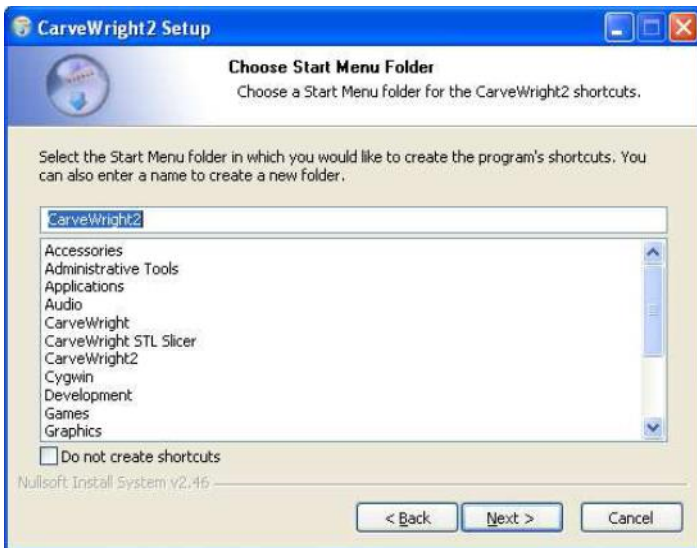 CarveWright2 Setup
Choose Start Menu Folder
Choose a Start Menu folder for the CarveWright2 shortcuts.
Select the Start Menu folder in which you would like to create the program's shortcuts. You
can also enter a name to create a new folder.
CarveWright2
Accessories
Administrative Tools
Applications
Audio
CarveWright
CarveWright STL Slicer
CarveWright2
Cygwin
Development
Games
Graphics
Do not create shortcuts
Nullsoft Install System v2.46
< Back Next > Cancel